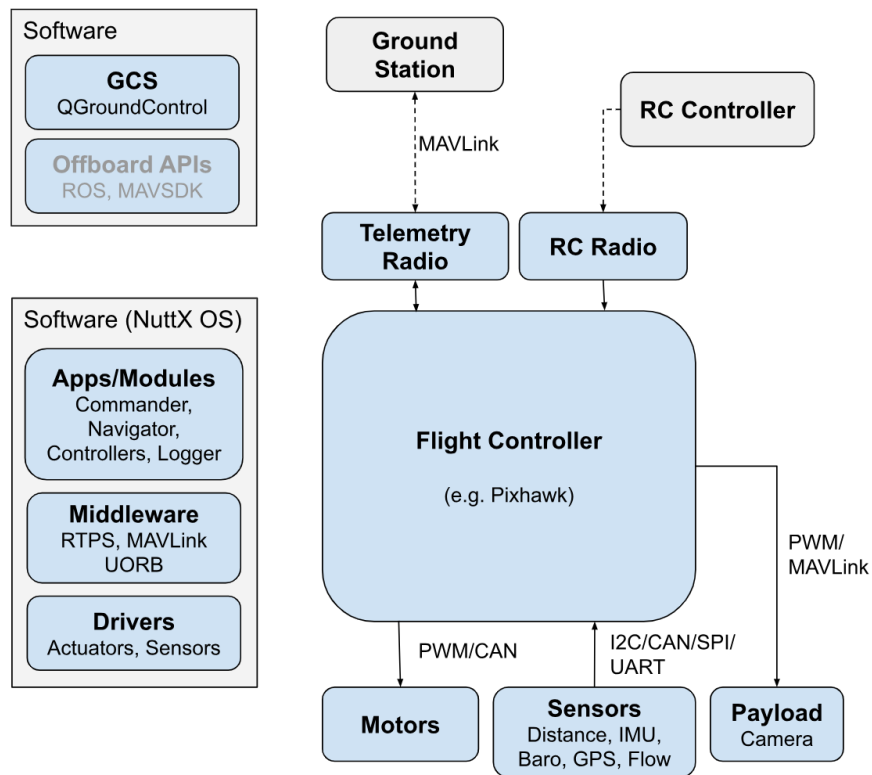 Software
GCS
QGroundControl
Offboard APIs
ROS, MAVSDK
Ground
Station
RC Controller
MAVLink
Telemetry
Radio
RC Radio
Software (NuttX OS)
Apps/Modules
Commander,
Navigator,
Controllers, Logger
Middleware
RTPS, MAVLink
UORB
Drivers
Actuators, Sensors
Flight Controller
(e.g. Pixhawk)
PWM/
MAVLink
PWM/CAN
I2C/CAN/SPI/
UART
Motors
Sensors
Distance, IMU,
Baro, GPS, Flow
Payload
Camera